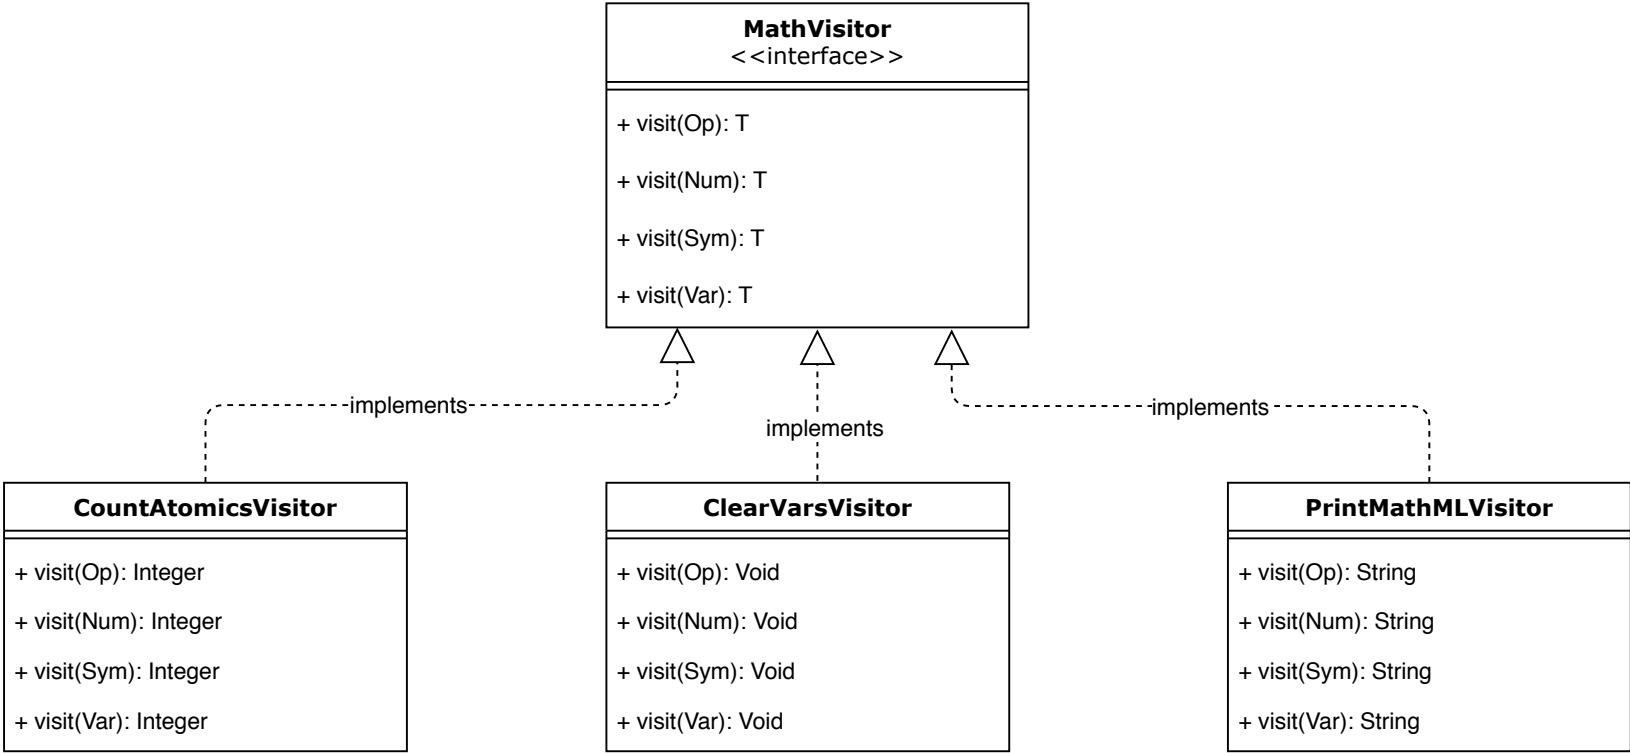 MathVisitor
<<interface>>
+ visit(Op): T
+ visit(Num): T
+ visit(Sym): T
+ visit(Var): T
implements
implements
implements
CountAtomicsVisitor
+ visit(Op): Integer
+ visit(Num): Integer
+ visit(Sym): Integer
+ visit(Var): Integer
ClearVarsVisitor
+ visit(Op): Void
+ visit(Num): Void
+ visit(Sym): Void
+ visit(Var): Void
PrintMathMLVisitor
+ visit(Op): String
+ visit(Num): String
+ visit(Sym): String
+ visit(Var): String